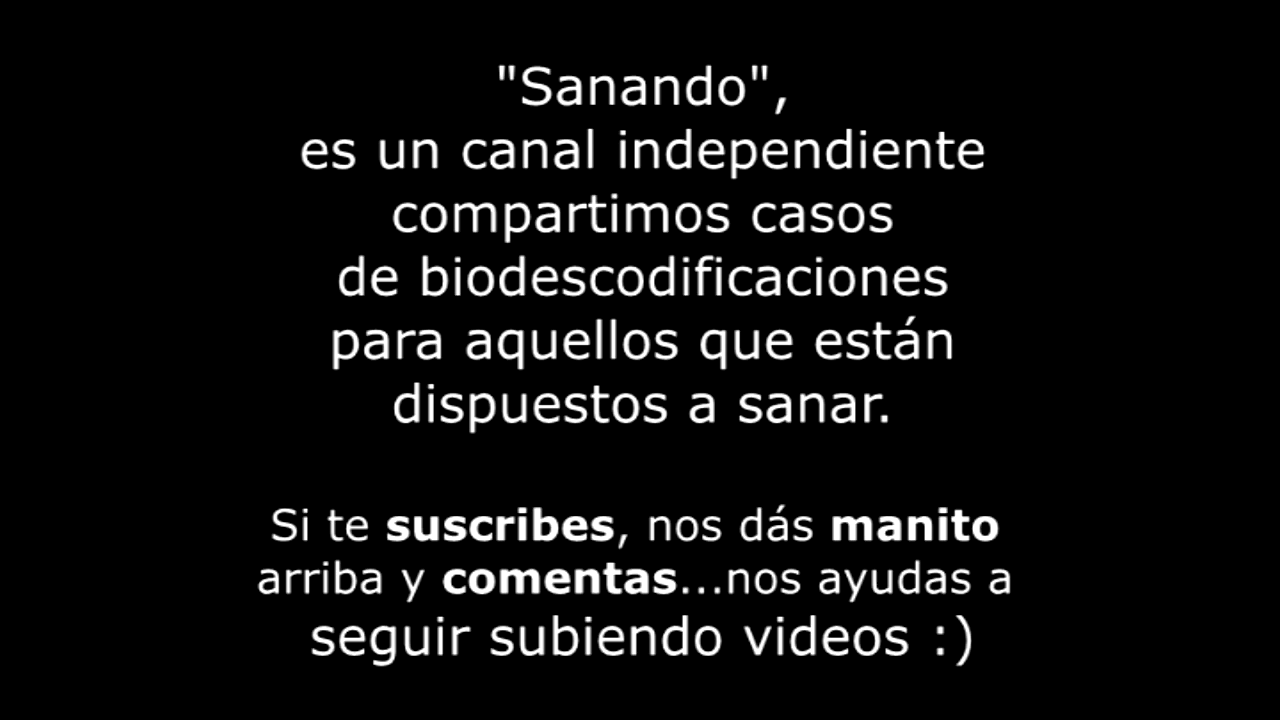 "Sanando",
es un canal independiente
compartimos casos
de biodescodificaciones
para aquellos que están
dispuestos a sanar.
Si te suscribes, nos dás manito
arriba y comentas...nos ayudas a
seguir subiendo videos :)